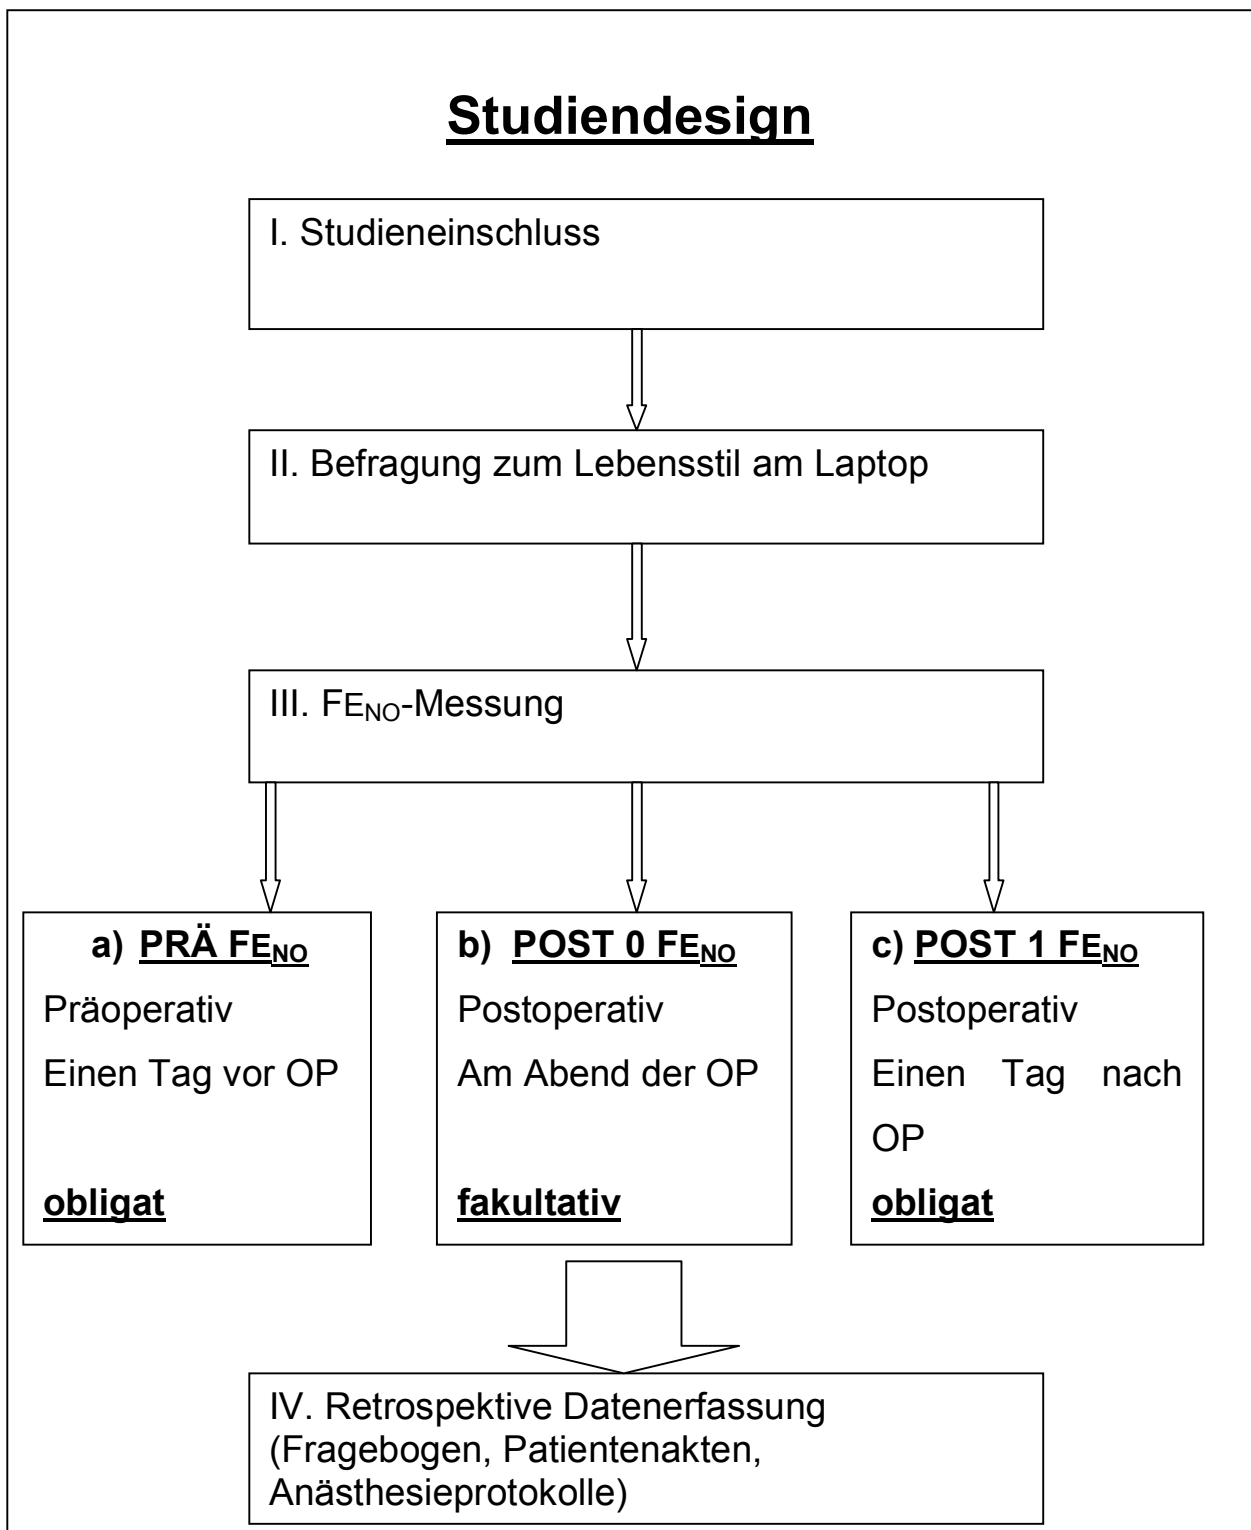 Studiendesign
I. Studieneinschluss
II. Befragung zum Lebensstil am Laptop
III. FENO-Messung
a) PRÄ FENO
Präoperativ
Einen Tag vor OP
obligat
b) POST 0 FENO
Postoperativ
Am Abend der OP
fakultativ
c) POST 1 FENO
Postoperativ
Einen Tag nach
OP
obligat
IV. Retrospektive Datenerfassung
(Fragebogen, Patientenakten,
Anästhesieprotokolle)